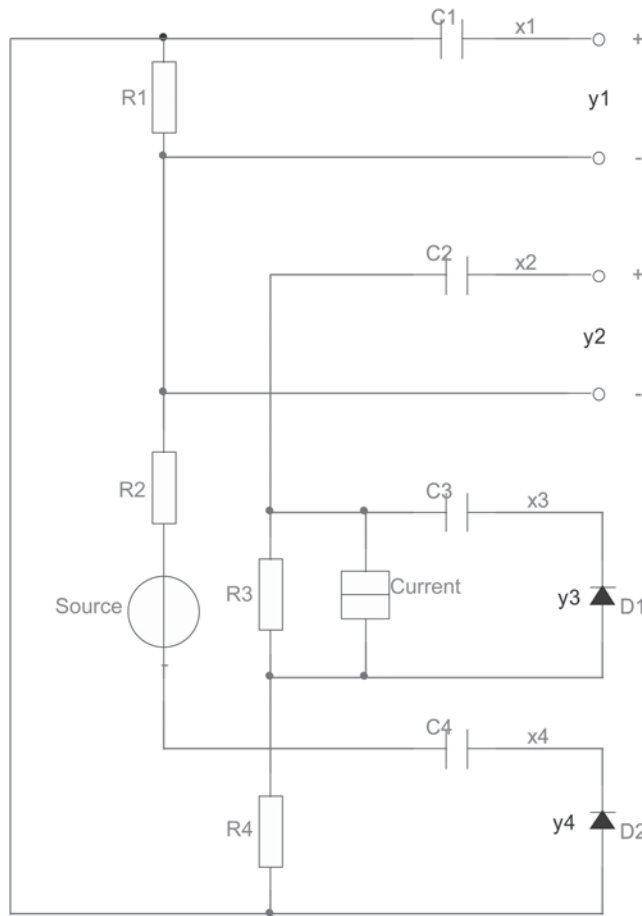 C1
x1
+
R1
y1
-
C2
x2
+
y2
-
R2
C3
x3
Source
R3
Current
y3
D1
-
C4
x4
R4
y4
D2